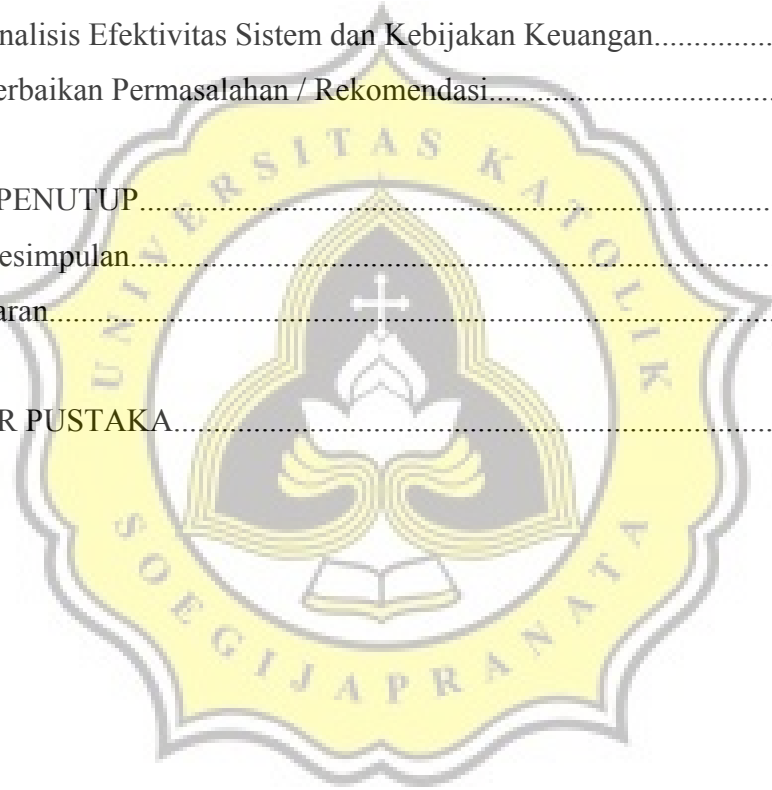 nalisis Efektivitas Sistem dan Kebijakan Keuangan..................
erbaikan Permasalahan / Rekomendasi..........................................
PENUTUP..........................................................................................
esimpulan..........................................................................................
aran....................................................................................................
R PUSTAKA.....................................................................................
UNIVERSITAS KATOLIK
SOEGIJAPRANATA